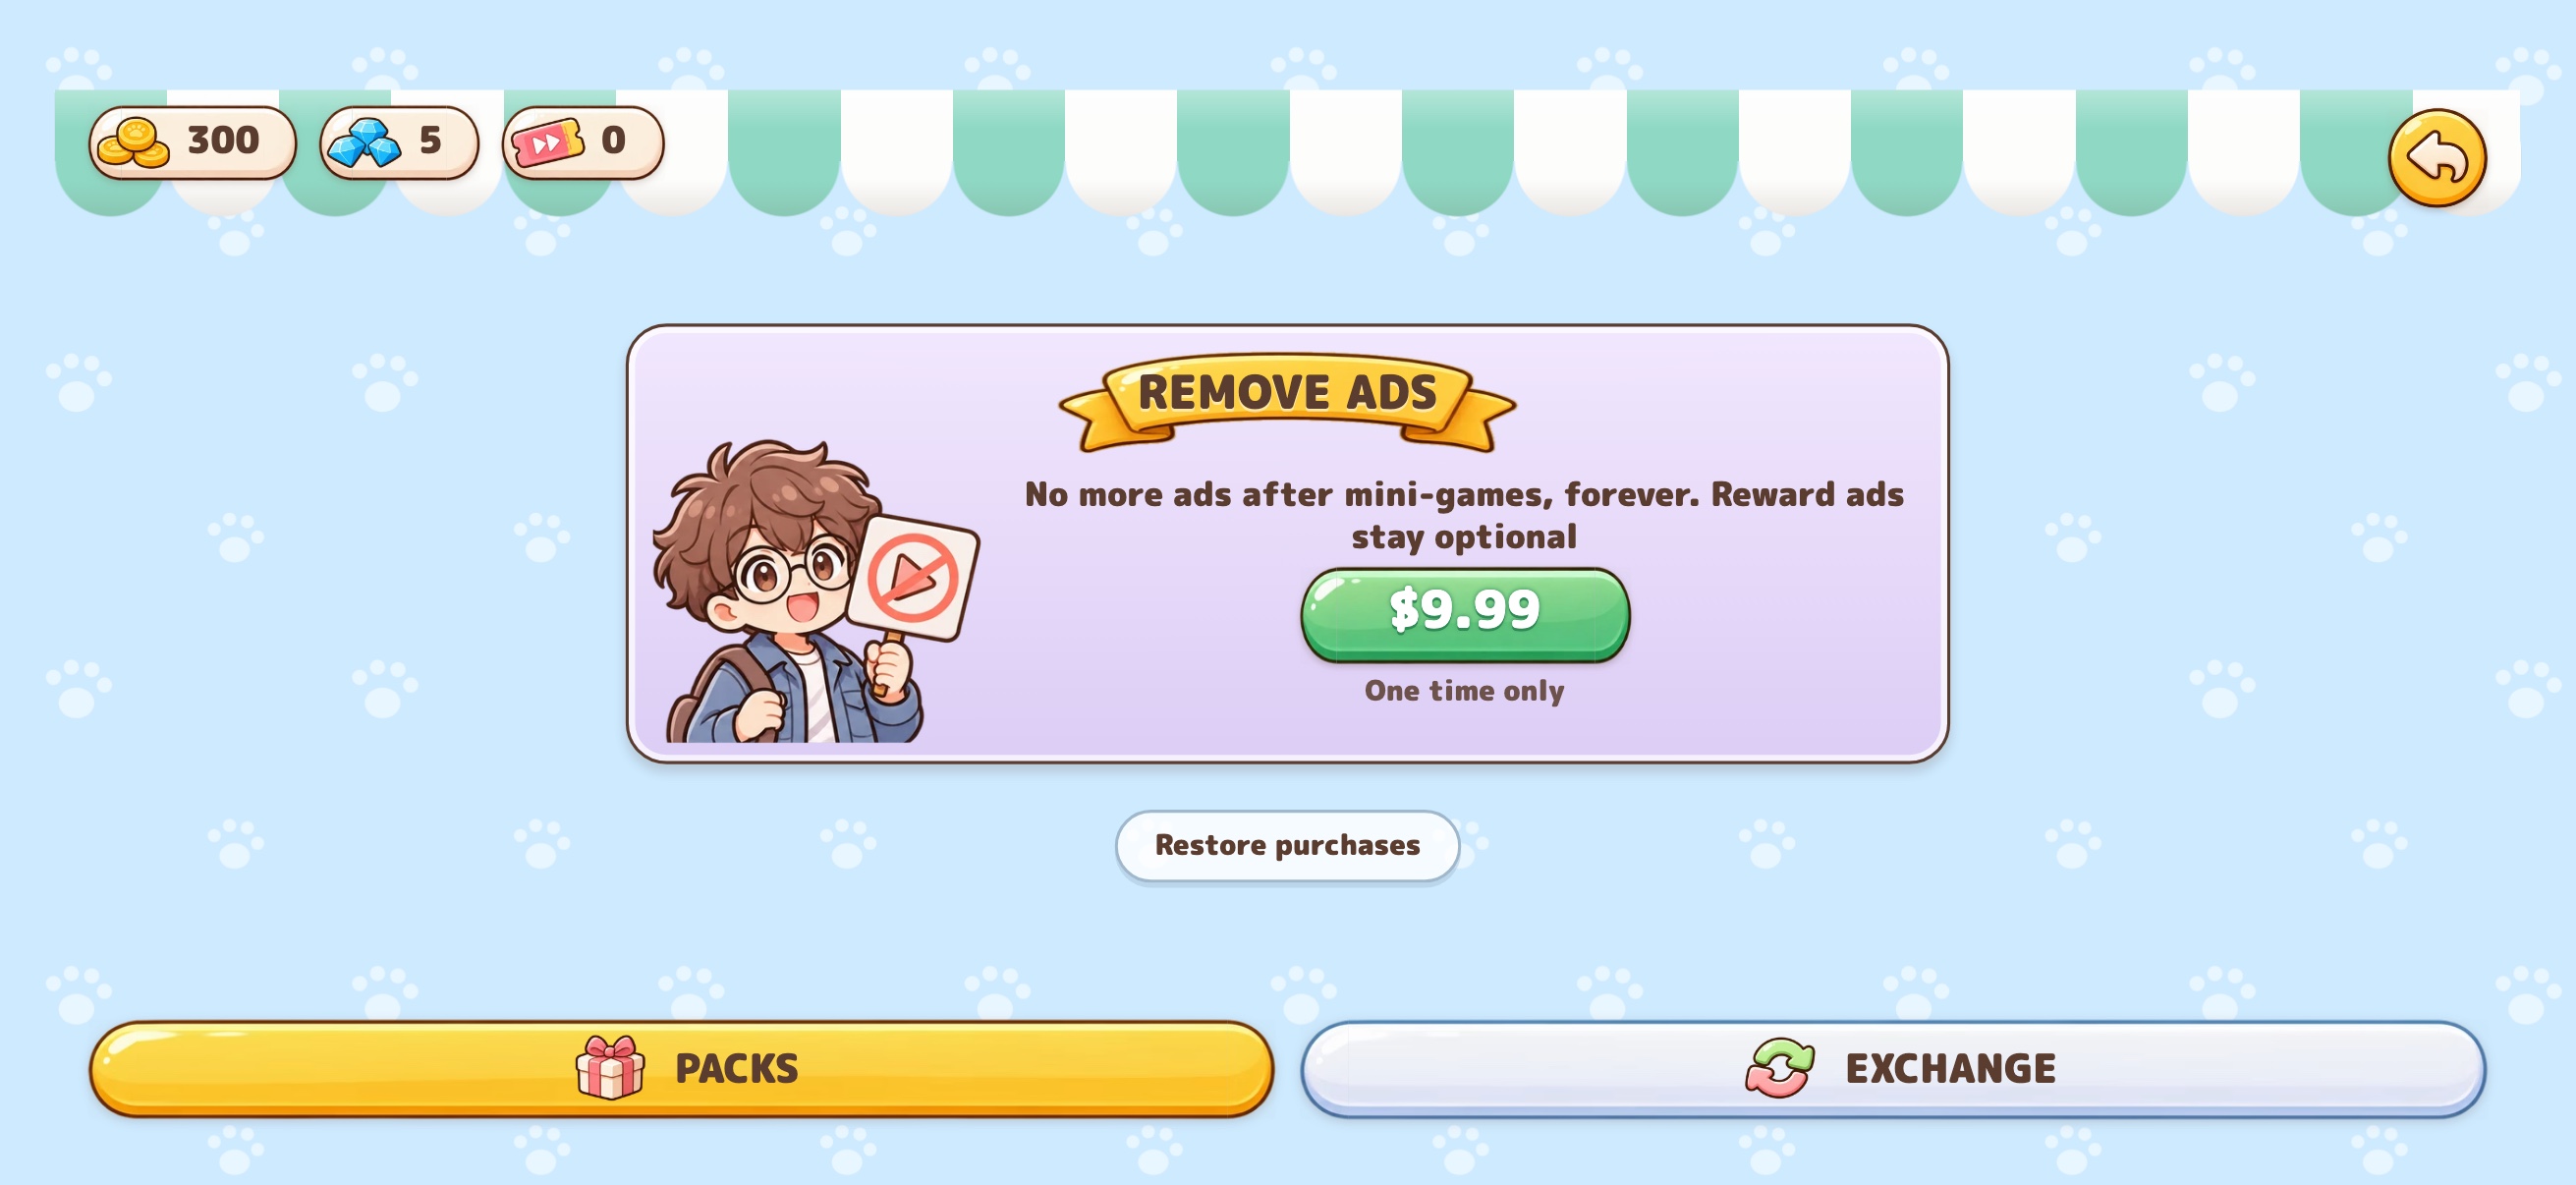 300
5
0
REMOVE ADS
No more ads after mini-games, forever. Reward ads
stay optional
$9.99
One time only
Restore purchases
PACKS
EXCHANGE